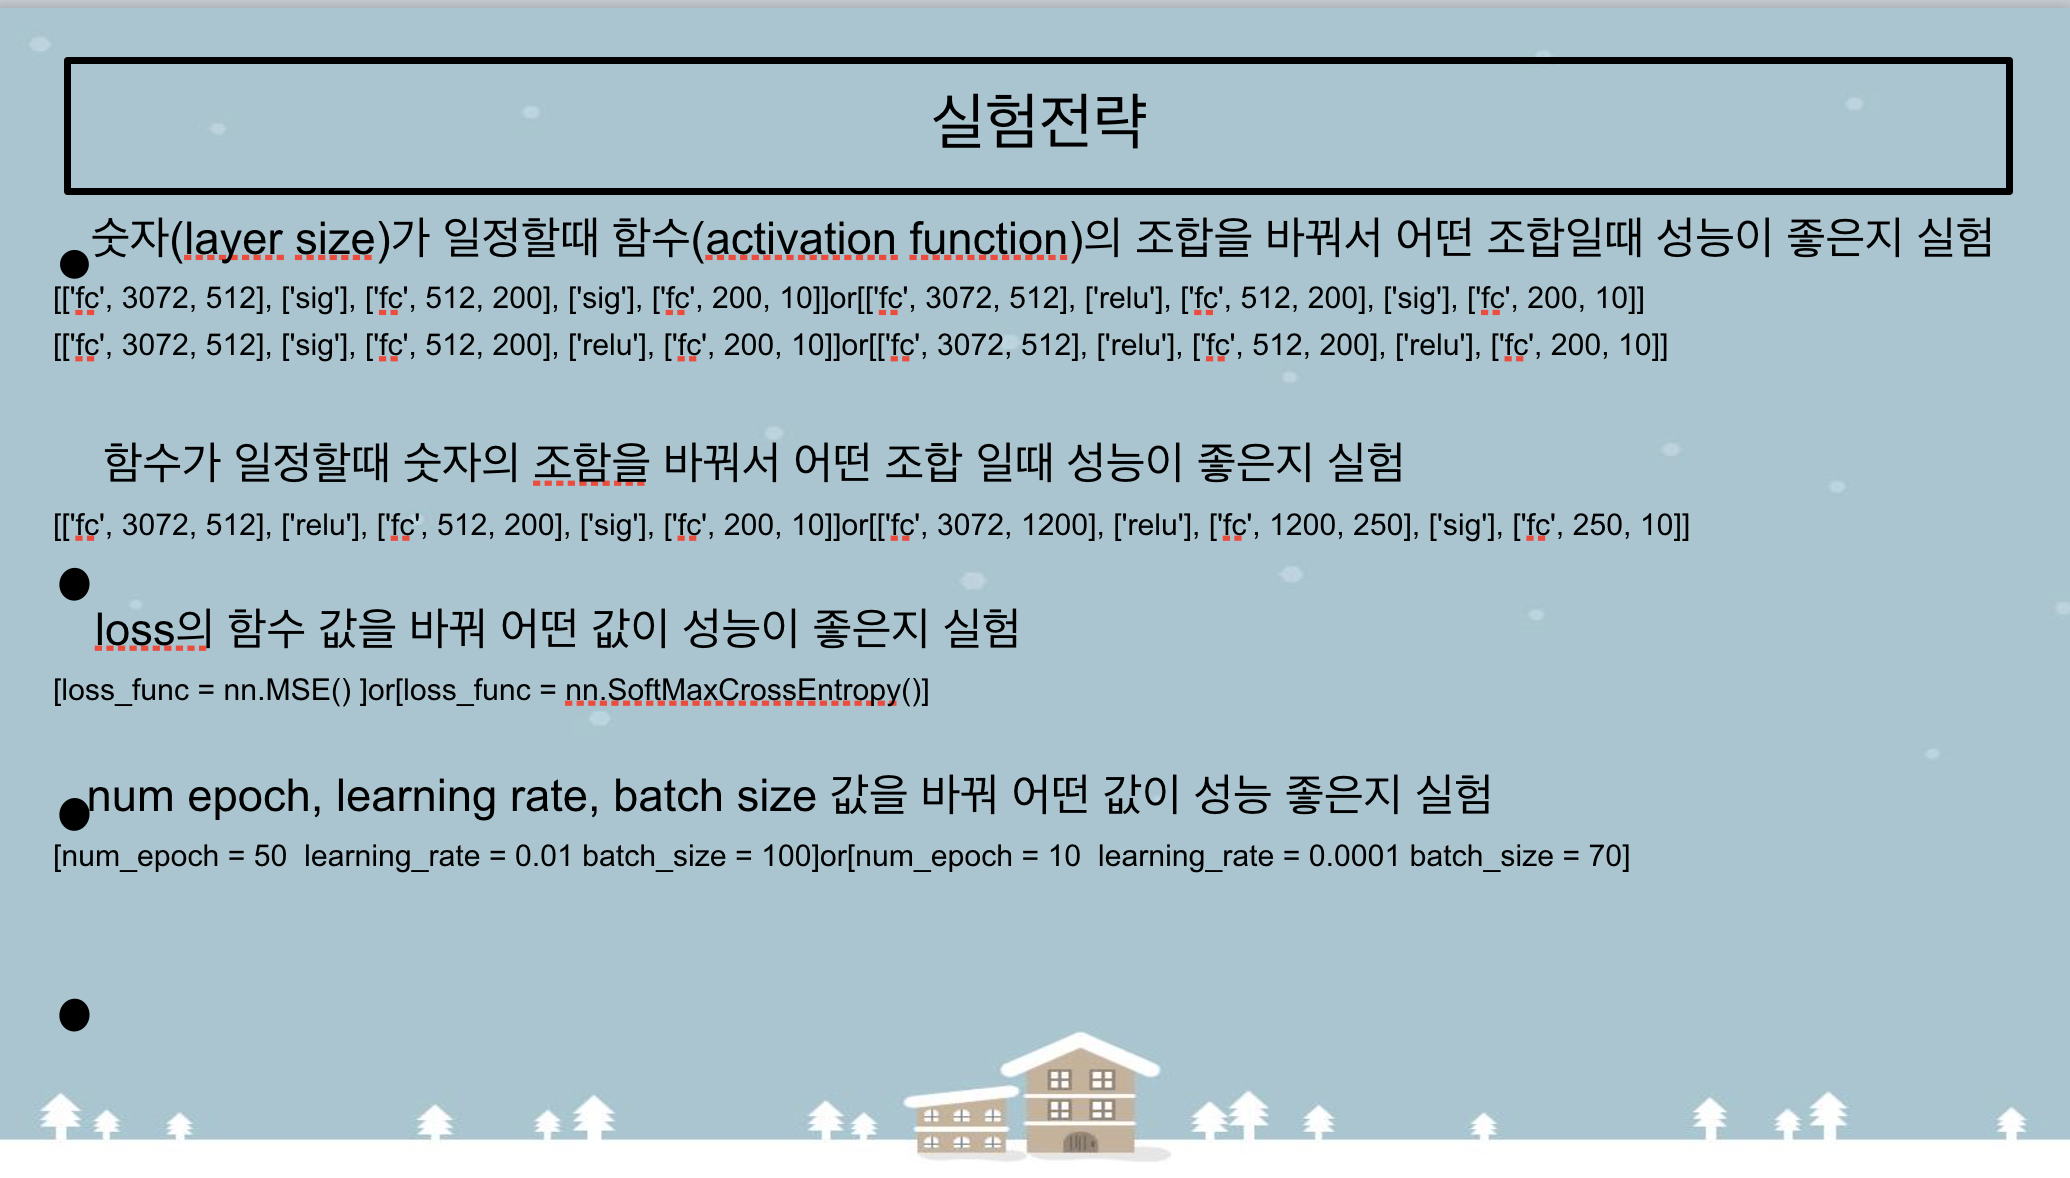 실험전략
●숫자(layer size)가 일정할때 함수(activation function)의 조합을 바꿔서 어떤 조합일때 성능이 좋은지 실험
[['fc', 3072, 512], ['sig'], ['fc', 512, 200], ['sig'], ['fc', 200, 10]]or[['fc', 3072, 512], ['relu'], ['fc', 512, 200], ['sig'], ['fc', 200, 10]]
[['fc', 3072, 512], ['sig'], ['fc', 512, 200], ['relu'], ['fc', 200, 10]]or[['fc', 3072, 512], ['relu'], ['fc', 512, 200], ['relu'], ['fc', 200, 10]]
함수가 일정할때 숫자의 조함을 바꿔서 어떤 조합 일때 성능이 좋은지 실험
[['fc', 3072, 512], ['relu'], ['fc', 512, 200], ['sig'], ['fc', 200, 10]]or[['fc', 3072, 1200], ['relu'], ['fc', 1200, 250], ['sig'], ['fc', 250, 10]]
●
loss의 함수 값을 바꿔 어떤 값이 성능이 좋은지 실험
[loss_func = nn.MSE() ]or[loss_func = nn.SoftMaxCrossEntropy()]
●num epoch, learning rate, batch size 값을 바꿔 어떤 값이 성능 좋은지 실험
[num_epoch = 50  learning_rate = 0.01 batch_size = 100]or[num_epoch = 10  learning_rate = 0.0001 batch_size = 70]
●